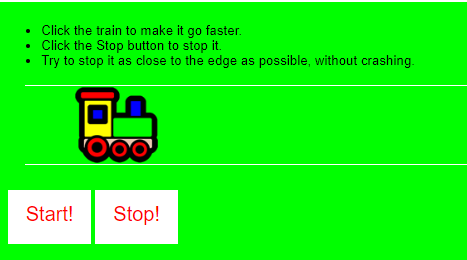 Click the train to make it go faster.
Click the Stop button to stop it.
Try to stop it as close to the edge as possible, without crashing.
Start! Stop!